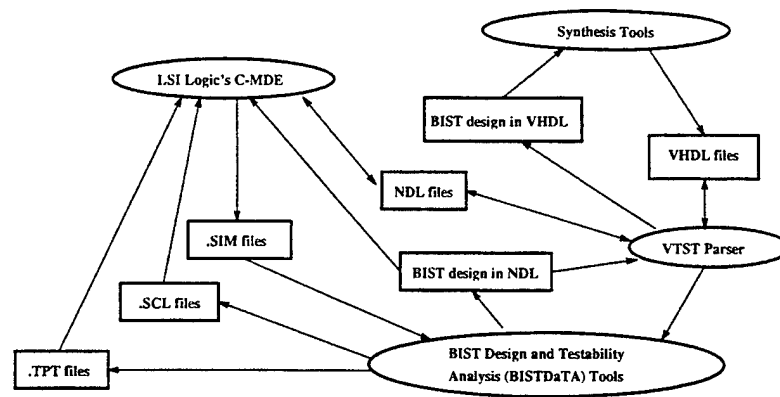 Synthesis Tools
LSI Logic's C-MDE
BIST design in VHDL
VHDL files
NDL files
.SIM files
VTST Parser
BIST design in NDL
.SCL files
BIST Design and Testability
Analysis (BISTDaTA) Tools
.TPT files